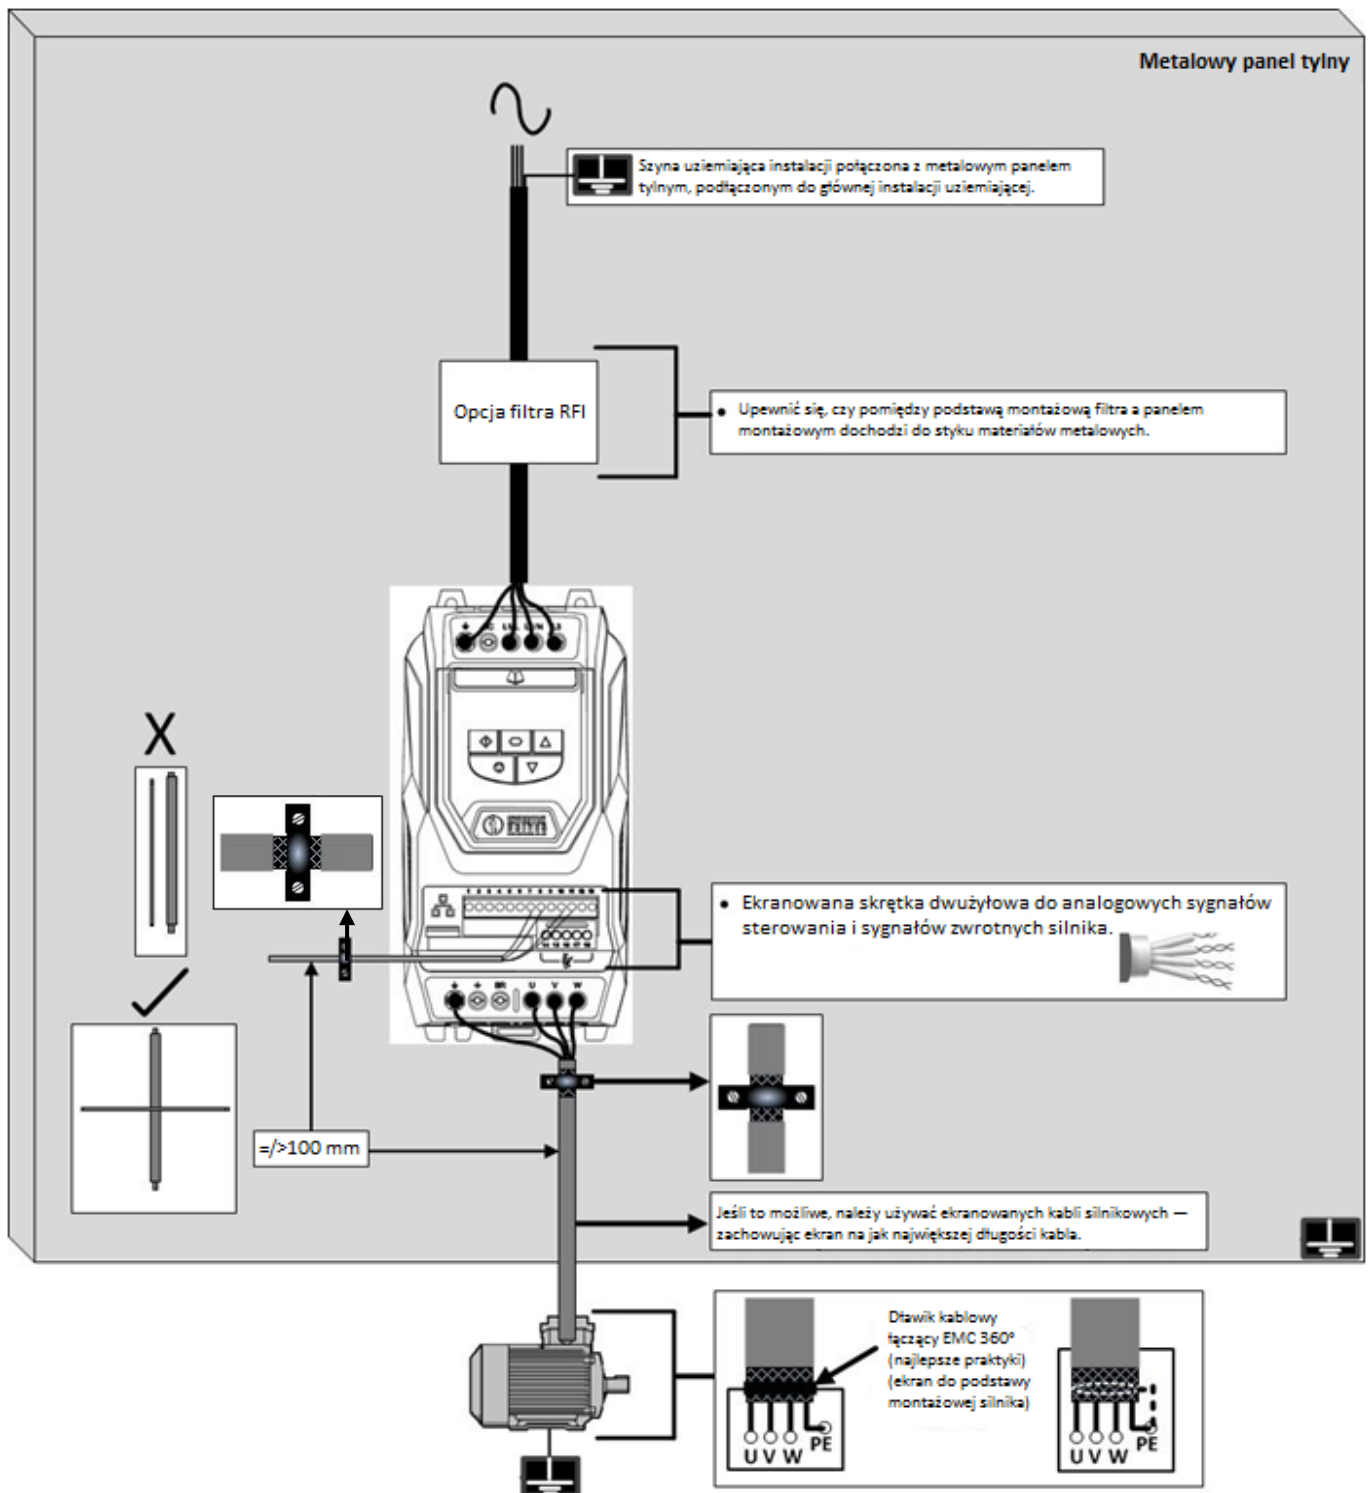 Metalowy panel tylny
Szyna uziemiająca instalacji połączona z metalowym panelem
tylnym, podłączonym do głównej instalacji uziemiającej.
Opcja filtra RFI
• Upewnić się, czy pomiędzy podstawą montażową filtra a panelem
montażowym dochodzi do styku materiałów metalowych.
X
• Ekranowana skrętka dwużyłowa do analogowych sygnałów
sterowania i sygnałów zwrotnych silnika.
BR U V W
=/>100 mm
Jeśli to możliwe, należy używać ekranowanych kabli silnikowych —
zachowując ekran na jak największej długości kabla.
Dławik kablowy
łączący EMC 360°
(najlepsze praktyki)
(ekran do podstawy
montażowej silnika)
U V W PE
U V W PE